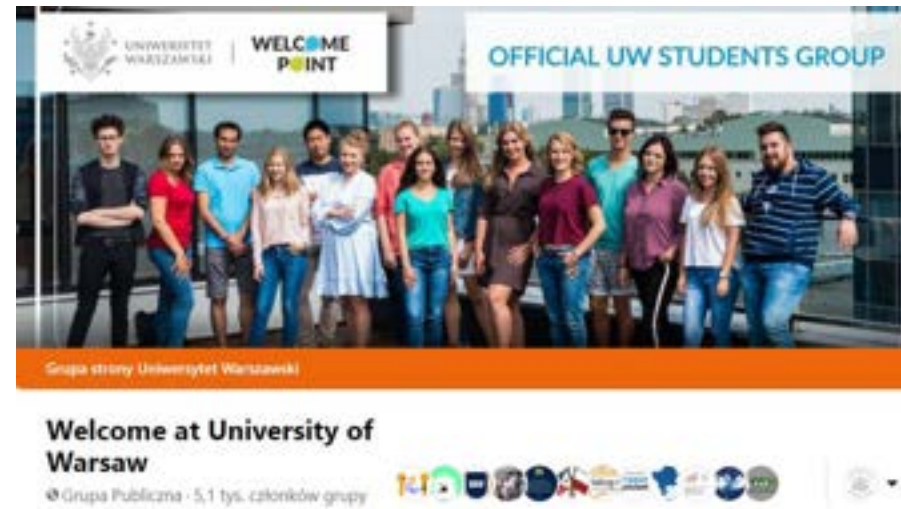 UNIWERSYTET
WARSZAWSKI
WELCOME
POINT
OFFICIAL UW STUDENTS GROUP
Grupa strony Uniwersytet Warszawski
Welcome at University of
Warsaw
Grupa Publiczna · 5,1 tys. członków grupy